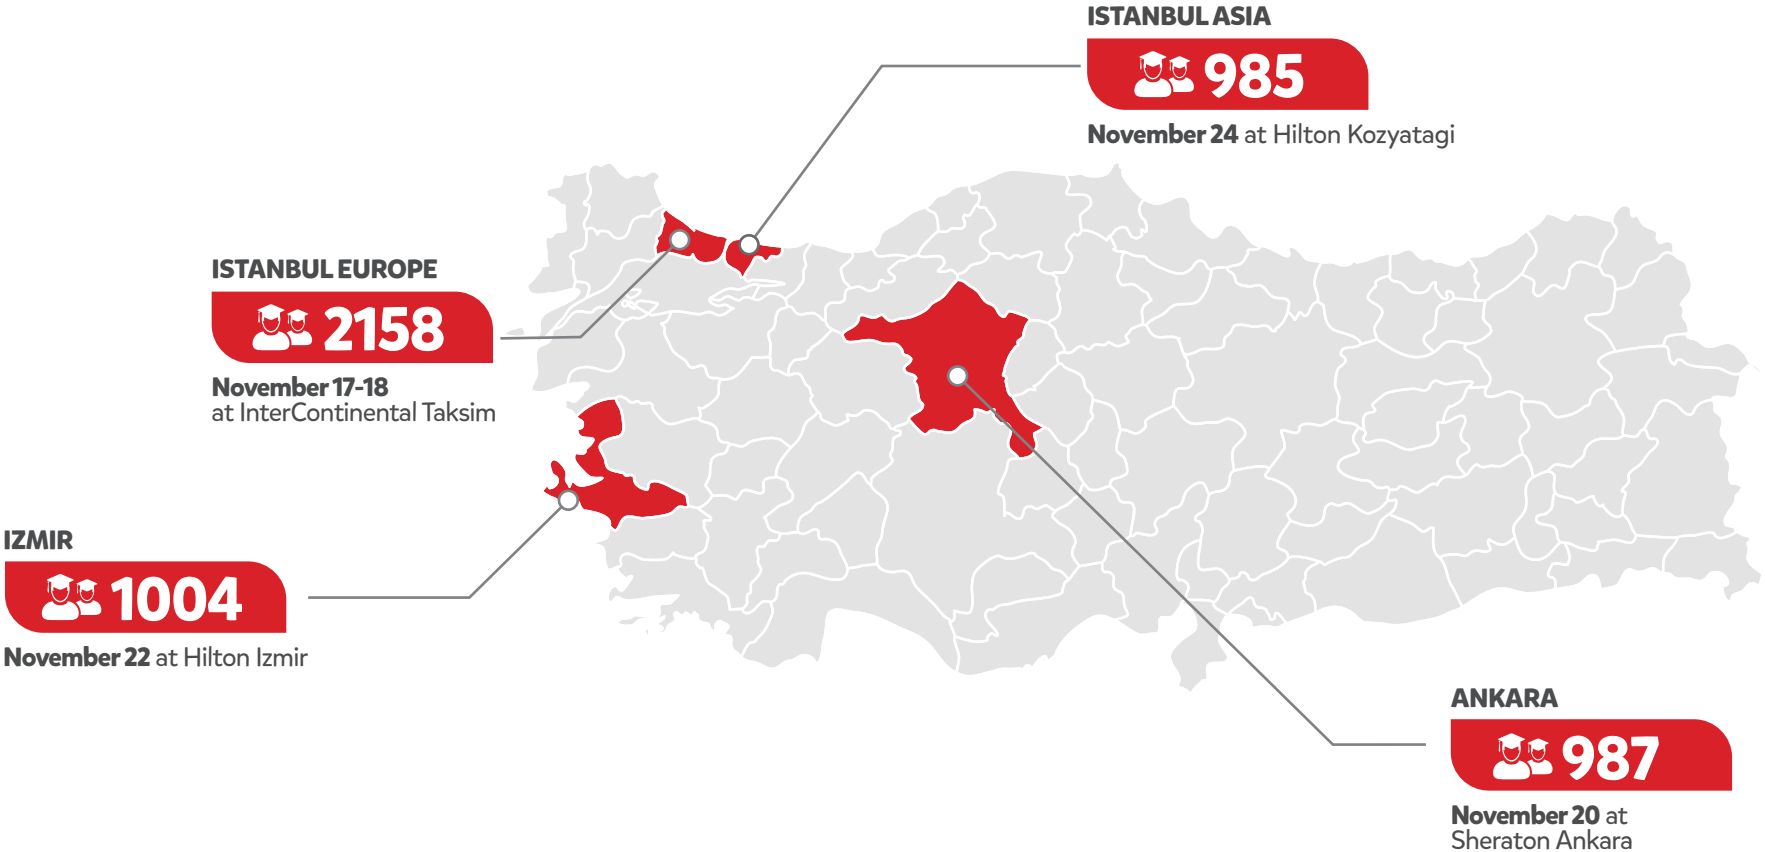 ISTANBUL ASIA
985
November 24 at Hilton Kozyatagi
ISTANBUL EUROPE
2158
November 17-18
at InterContinental Taksim
IZMIR
1004
November 22 at Hilton Izmir
ANKARA
987
November 20 at
Sheraton Ankara